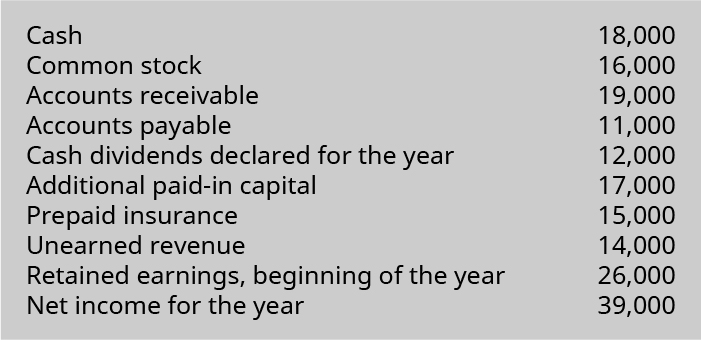 Cash 18,000
Common stock 16,000
Accounts receivable 19,000
Accounts payable 11,000
Cash dividends declared for the year 12,000
Additional paid-in capital 17,000
Prepaid insurance 15,000
Unearned revenue 14,000
Retained earnings, beginning of the year 26,000
Net income for the year 39,000